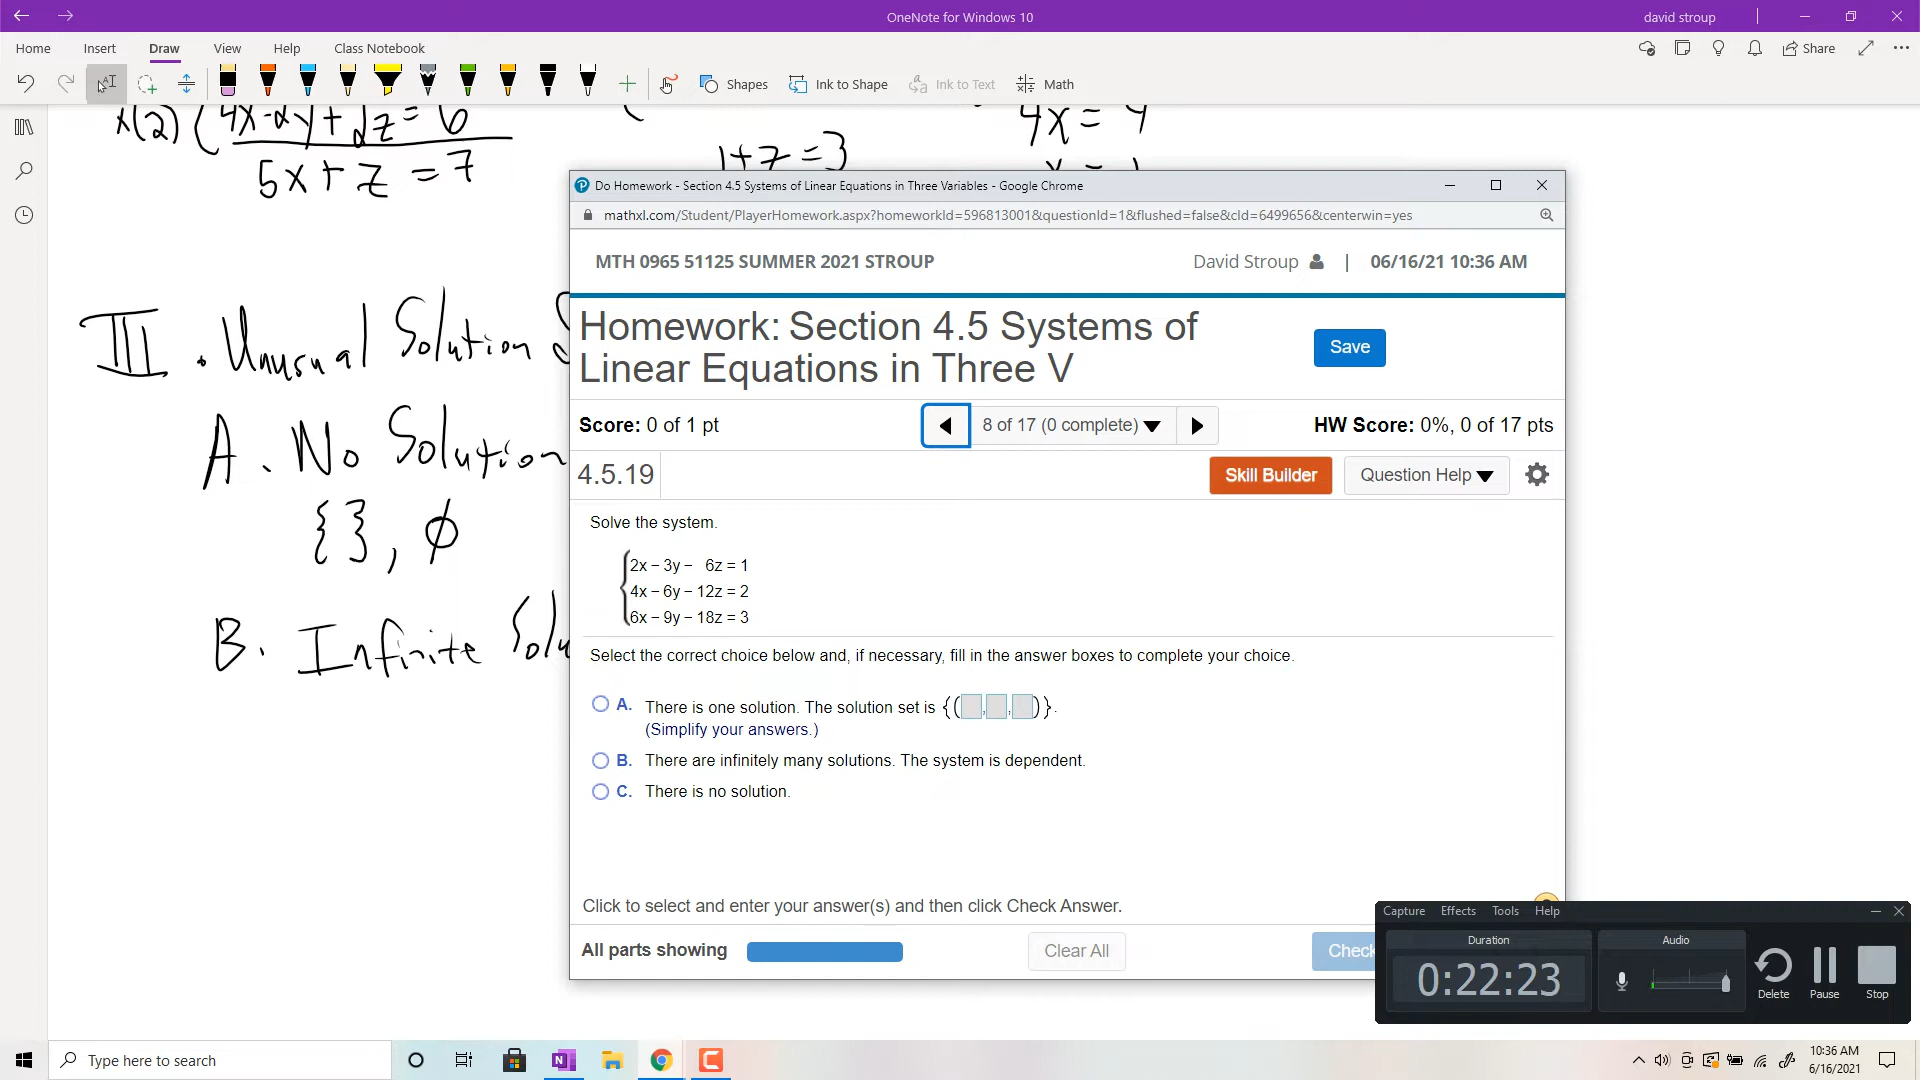 OneNote for Windows 10
david stroup
Home Insert Draw View Help Class Notebook
Share
Shapes
Ink to Shape
Ink to Text
Math
x(2) (4x-2y+2z=6
5x+z=7
1+z=3
4x=4
III. Unusual Solution
A. No Solution
{ }, ∅
B. Infinite Solu
Do Homework - Section 4.5 Systems of Linear Equations in Three Variables - Google Chrome
mathxl.com/Student/PlayerHomework.aspx?homeworkId=596813001&questionId=1&flushed=false&cId=6499656&centerwin=yes
MTH 0965 51125 SUMMER 2021 STROUP
David Stroup | 06/16/21 10:36 AM
Homework: Section 4.5 Systems of
Linear Equations in Three V
Save
Score: 0 of 1 pt
8 of 17 (0 complete)
HW Score: 0%, 0 of 17 pts
4.5.19
Skill Builder
Question Help
Solve the system.
2x − 3y − 6z = 1
4x − 6y − 12z = 2
6x − 9y − 18z = 3
Select the correct choice below and, if necessary, fill in the answer boxes to complete your choice.
A. There is one solution. The solution set is {( , , )}.
(Simplify your answers.)
B. There are infinitely many solutions. The system is dependent.
C. There is no solution.
Click to select and enter your answer(s) and then click Check Answer.
All parts showing
Clear All
Check
Capture Effects Tools Help
Duration
Audio
0:22:23
Delete Pause Stop
Type here to search
10:36 AM
6/16/2021